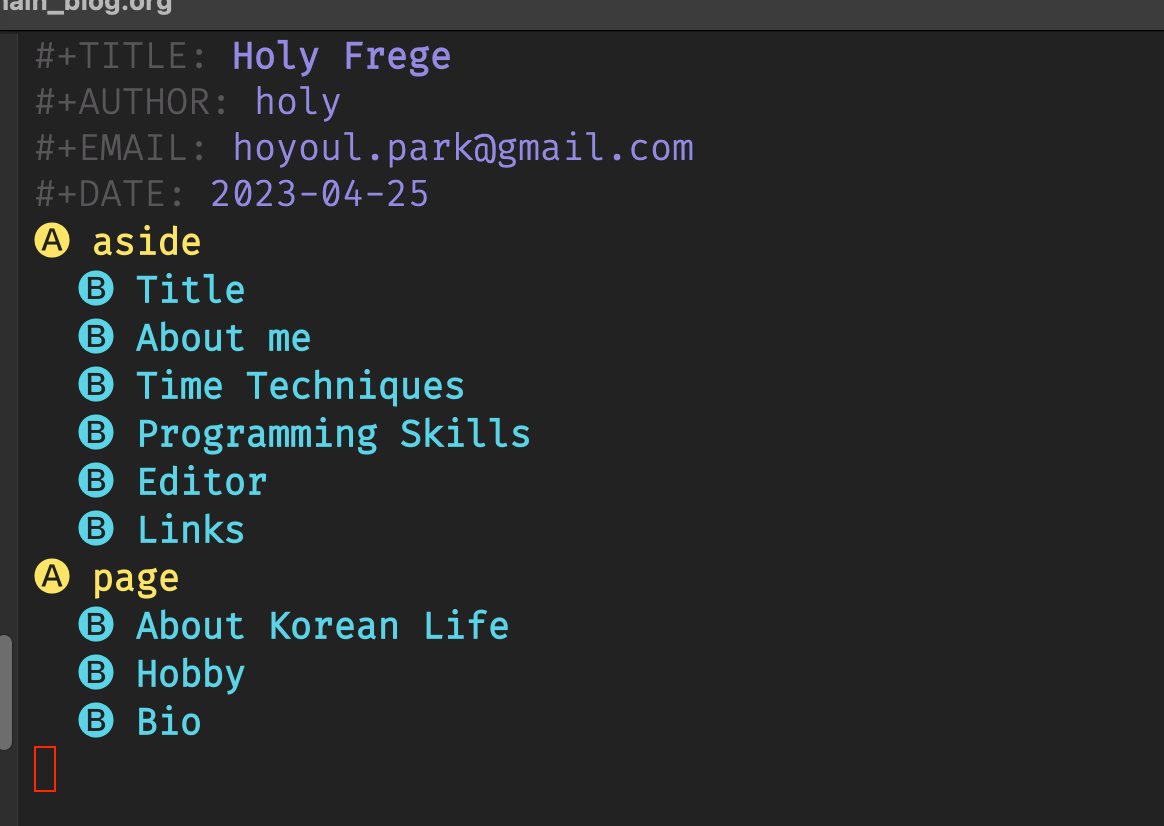 _blog.org
#+TITLE: Holy Frege
#+AUTHOR: holy
#+EMAIL: hoyoul.park@gmail.com
#+DATE: 2023-04-25
🅐 aside
🅑 Title
🅑 About me
🅑 Time Techniques
🅑 Programming Skills
🅑 Editor
🅑 Links
🅐 page
🅑 About Korean Life
🅑 Hobby
🅑 Bio